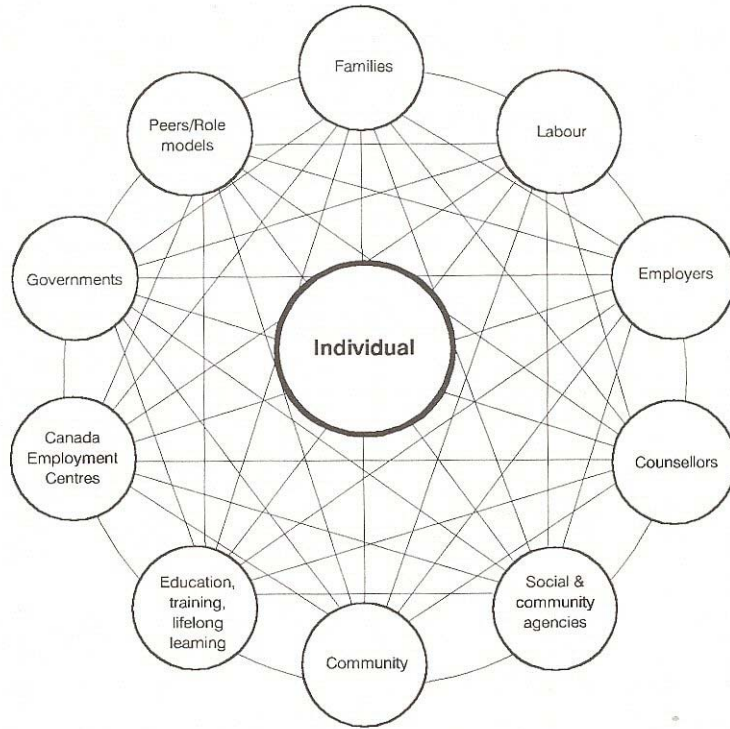 Families
Peers/Role
models
Labour
Governments
Employers
Individual
Canada
Employment
Centres
Counsellors
Education,
training,
lifelong
learning
Social &
community
agencies
Community